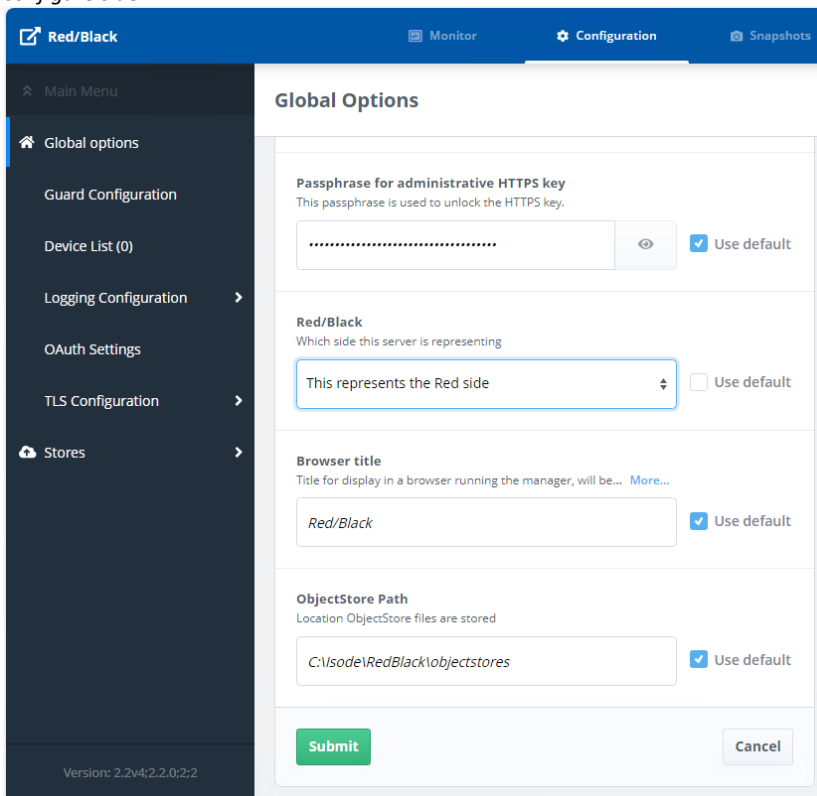 Red/Black
Monitor
Configuration
Snapshots
Main Menu
Global options
Guard Configuration
Device List (0)
Logging Configuration
OAuth Settings
TLS Configuration
Stores
Version: 2.2v4;2.2.0;2;2
Global Options
Passphrase for administrative HTTPS key
This passphrase is used to unlock the HTTPS key.
Use default
Red/Black
Which side this server is representing
This represents the Red side
Use default
Browser title
Title for display in a browser running the manager, will be... More...
Red/Black
Use default
ObjectStore Path
Location ObjectStore files are stored
C:\Isode\RedBlack\objectstores
Use default
Submit
Cancel